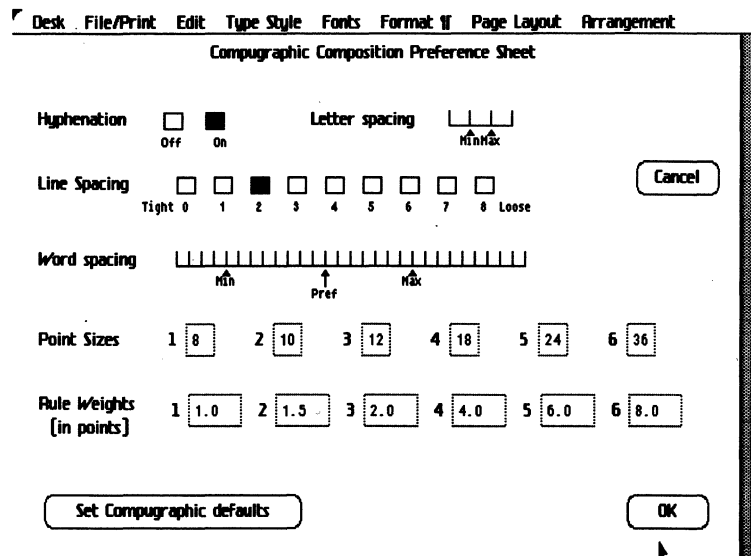 Desk File/Print Edit Type Style Fonts Format ¶ Page Layout Arrangement
Compugraphic Composition Preference Sheet
Hyphenation Letter spacing
Off On Min Max
Cancel
Line Spacing
Tight 0 1 2 3 4 5 6 7 8 Loose
Word spacing
Min Pref Max
Point Sizes 1 8 2 10 3 12 4 18 5 24 6 36
Rule Weights 1 1.0 2 1.5 3 2.0 4 4.0 5 6.0 6 8.0
[in points]
Set Compugraphic defaults OK